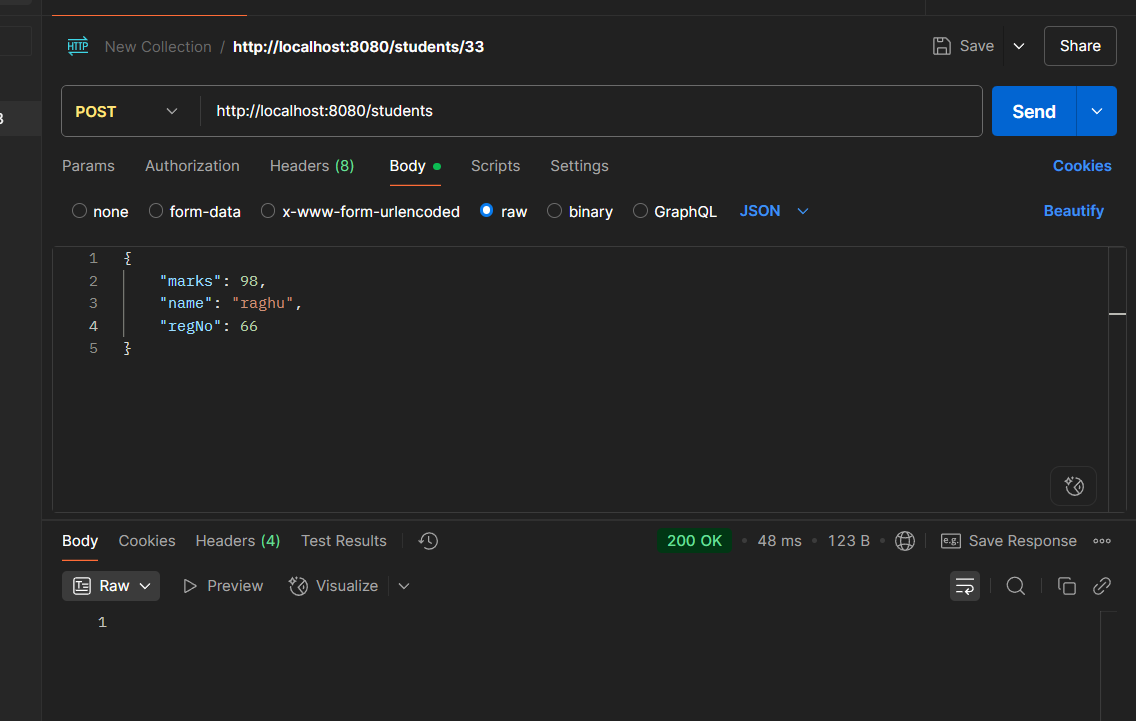 HTTP New Collection / http://localhost:8080/students/33 Save Share
3
POST http://localhost:8080/students Send
Params Authorization Headers (8) Body Scripts Settings Cookies
none form-data x-www-form-urlencoded raw binary GraphQL JSON Beautify
1 {
2 "marks": 98,
3 "name": "raghu",
4 "regNo": 66
5 }
Body Cookies Headers (4) Test Results 200 OK • 48 ms • 123 B • e.g. Save Response
Raw Preview Visualize
1